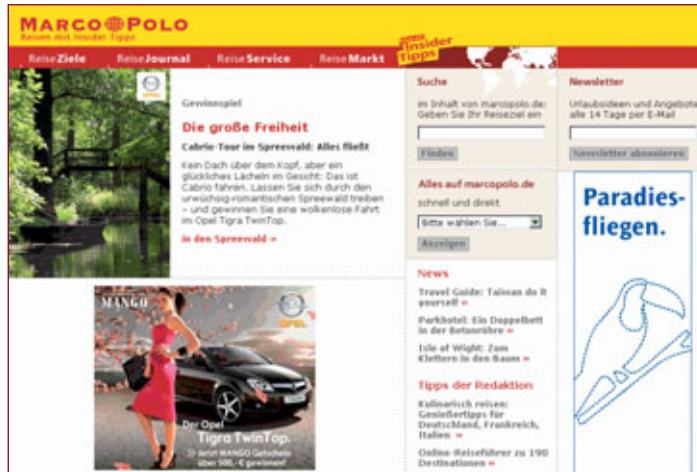 MARCO POLO
Reisen mit Insider Tipps
ReiseZiele
ReiseJournal
ReiseService
ReiseMarkt
Insider
Tipps
OPEL
Gewinnspiel
Die große Freiheit
Cabrio-Tour im Spreewald: Alles fließt
Kein Dach über dem Kopf, aber ein
glückliches Lächeln im Gesicht: Das ist
Cabrio fahren. Lassen Sie sich durch den
urwüchsig-romantischen Spreewald treiben
– und gewinnen Sie eine wolkenlose Fahrt
im Opel Tigra TwinTop.
in den Spreewald »
MANGO
OPEL
Der Opel
Tigra TwinTop.
>> Jetzt MANGO Gutschein
über 500,- € gewinnen!
Suche
im Inhalt von marcopolo.de:
Geben Sie Ihr Reiseziel ein
Finden
Alles auf marcopolo.de
schnell und direkt
Bitte wählen Sie...
Anzeigen
News
Travel Guide: Taiwan do it
yourself »
Parkhotel: Ein Doppelbett
in der Betonröhre »
Isle of Wight: Zum
Klettern in den Baum »
Tipps der Redaktion
Kulinarisch reisen:
Genießertipps für
Deutschland, Frankreich,
Italien »
Online-Reiseführer zu 190
Destinationen »
Newsletter
Urlaubsideen und Angebote
alle 14 Tage per E-Mail
Newsletter abonnieren
Paradies-
fliegen.